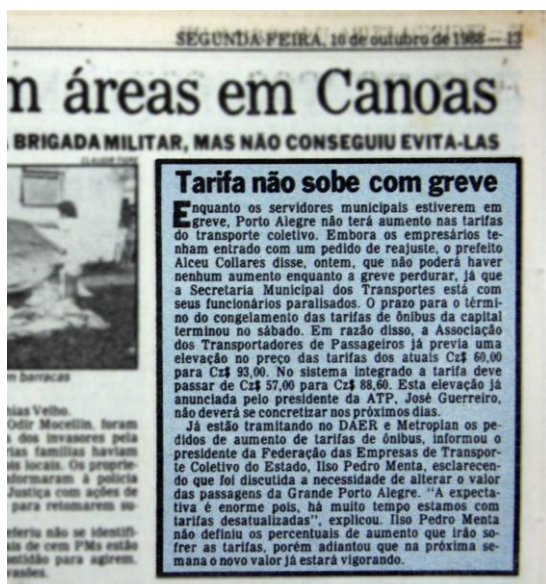 SEGUNDA-FEIRA, 10 de outubro de 1988 — 13
m áreas em Canoas
BRIGADA MILITAR, MAS NÃO CONSEGUIU EVITA-LAS
Tarifa não sobe com greve
Enquanto os servidores municipais estiverem em
greve, Porto Alegre não terá aumento nas tarifas
do transporte coletivo. Embora os empresários te-
nham entrado com um pedido de reajuste, o prefeito
Alceu Collares disse, ontem, que não poderá haver
nenhum aumento enquanto a greve perdurar, já que
a Secretaria Municipal dos Transportes está com
seus funcionários paralisados. O prazo para o térmi-
no do congelamento das tarifas de ônibus da capital
terminou no sábado. Em razão disso, a Associação
dos Transportadores de Passageiros já previa uma
elevação no preço das tarifas dos atuais Cz$ 60,00
para Cz$ 93,00. No sistema integrado a tarifa deve
passar de Cz$ 57,00 para Cz$ 88,60. Esta elevação já
anunciada pelo presidente da ATP, José Guerreiro,
não deverá se concretizar nos próximos dias.
Já estão tramitando no DAER e Metroplan os pe-
didos de aumento de tarifas de ônibus, informou o
presidente da Federação das Empresas de Transpor-
te Coletivo do Estado, Ilso Pedro Menta, esclarecen-
do que foi discutida a necessidade de alterar o valor
das passagens da Grande Porto Alegre. "A expecta-
tiva é enorme pois, há muito tempo estamos com
tarifas desatualizadas", explicou. Ilso Pedro Menta
não definiu os percentuais de aumento que irão so-
frer as tarifas, porém adiantou que na próxima se-
mana o novo valor já estará vigorando.
m barracas
nias Velho.
Odir Mocellin, foram
dos invasores pela
rias famílias haviam
s locais. Os proprie-
formaram à polícia
Justiça com ações de
para retomarem su-
eferiu não se identifi-
ais de cem PMs estão
ntidão para agirem.